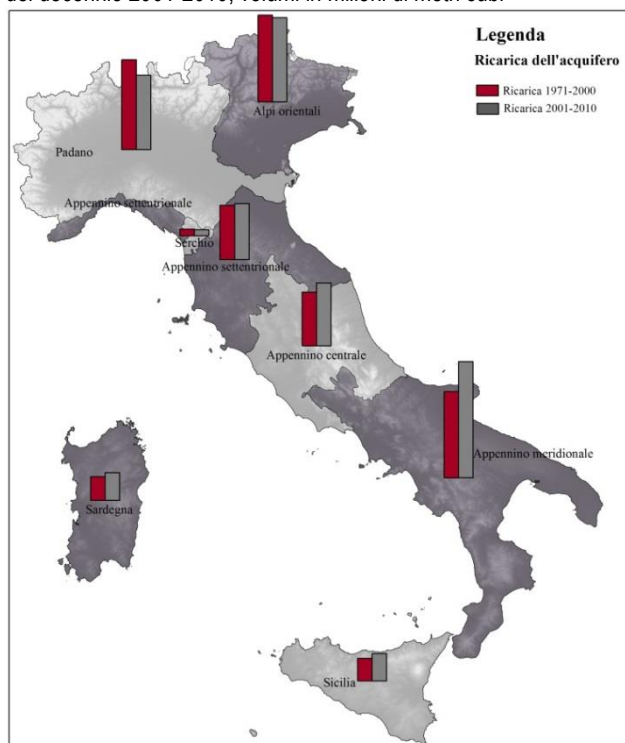 del decennio 2001-2010, volumi in milioni di metri cubi
Legenda
Ricarica dell'acquifero
Ricarica 1971-2000
Ricarica 2001-2010
Alpi orientali
Padano
Appennino settentrionale
Serchio
Appennino settentrionale
Appennino centrale
Appennino meridionale
Sardegna
Sicilia